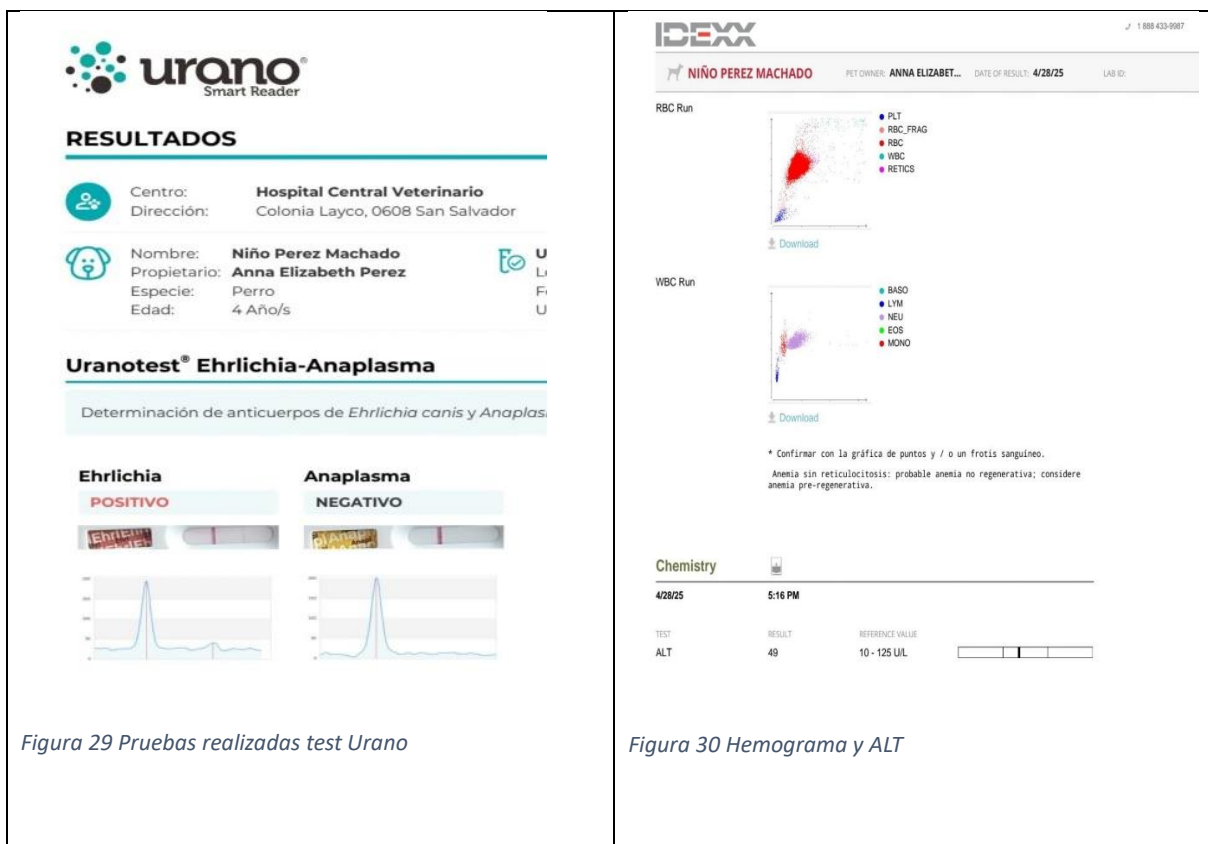 urano®
Smart Reader
RESULTADOS
Centro: Hospital Central Veterinario
Dirección: Colonia Layco, 0608 San Salvador
Nombre: Niño Perez Machado
Propietario: Anna Elizabeth Perez
Especie: Perro
Edad: 4 Año/s
U
L
F
U
Uranotest® Ehrlichia-Anaplasma
Determinación de anticuerpos de Ehrlichia canis y Anaplas
Ehrlichia
POSITIVO
Anaplasma
NEGATIVO
Figura 29 Pruebas realizadas test Urano
IDEXX
1 888 433-9987
NIÑO PEREZ MACHADO PET OWNER: ANNA ELIZABET... DATE OF RESULT: 4/28/25 LAB ID:
RBC Run
PLT
RBC_FRAG
RBC
WBC
RETICS
Download
WBC Run
BASO
LYM
NEU
EOS
MONO
Download
* Confirmar con la gráfica de puntos y / o un frotis sanguíneo.
Anemia sin reticulocitosis: probable anemia no regenerativa; considere
anemia pre-regenerativa.
Chemistry
4/28/25 5:16 PM
TEST RESULT REFERENCE VALUE
ALT 49 10 - 125 U/L
Figura 30 Hemograma y ALT